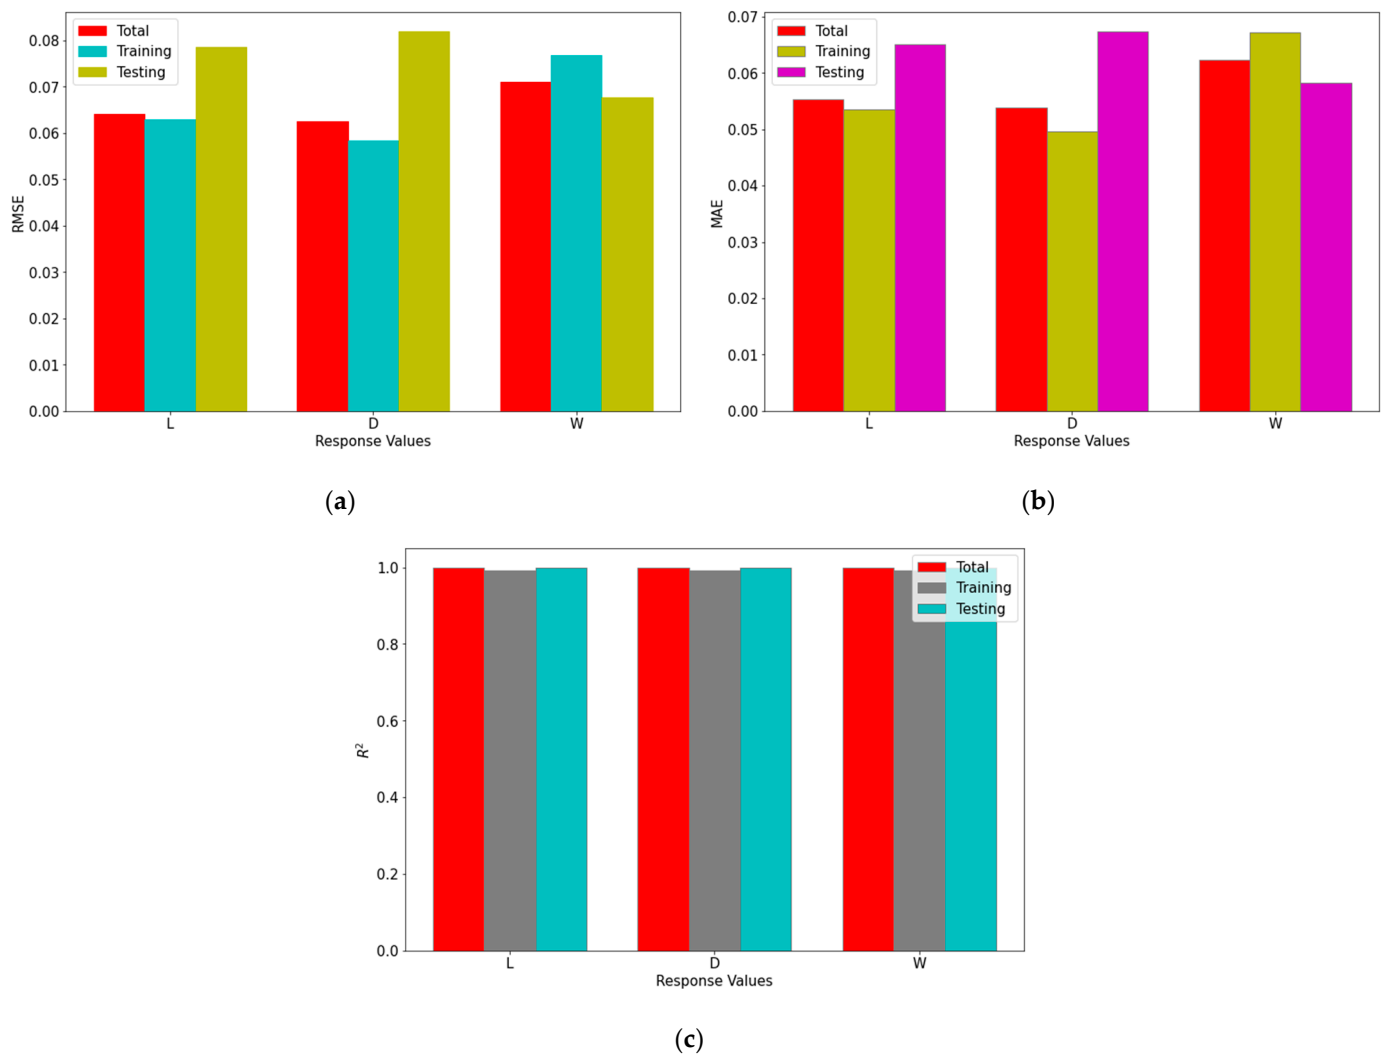 Total
Training
Testing
0.08
0.07
0.06
0.05
0.04
0.03
0.02
0.01
0.00
RMSE
L D W
Response Values
(a)
Total
Training
Testing
0.07
0.06
0.05
0.04
0.03
0.02
0.01
0.00
MAE
L D W
Response Values
(b)
Total
Training
Testing
1.0
0.8
0.6
0.4
0.2
0.0
R²
L D W
Response Values
(c)